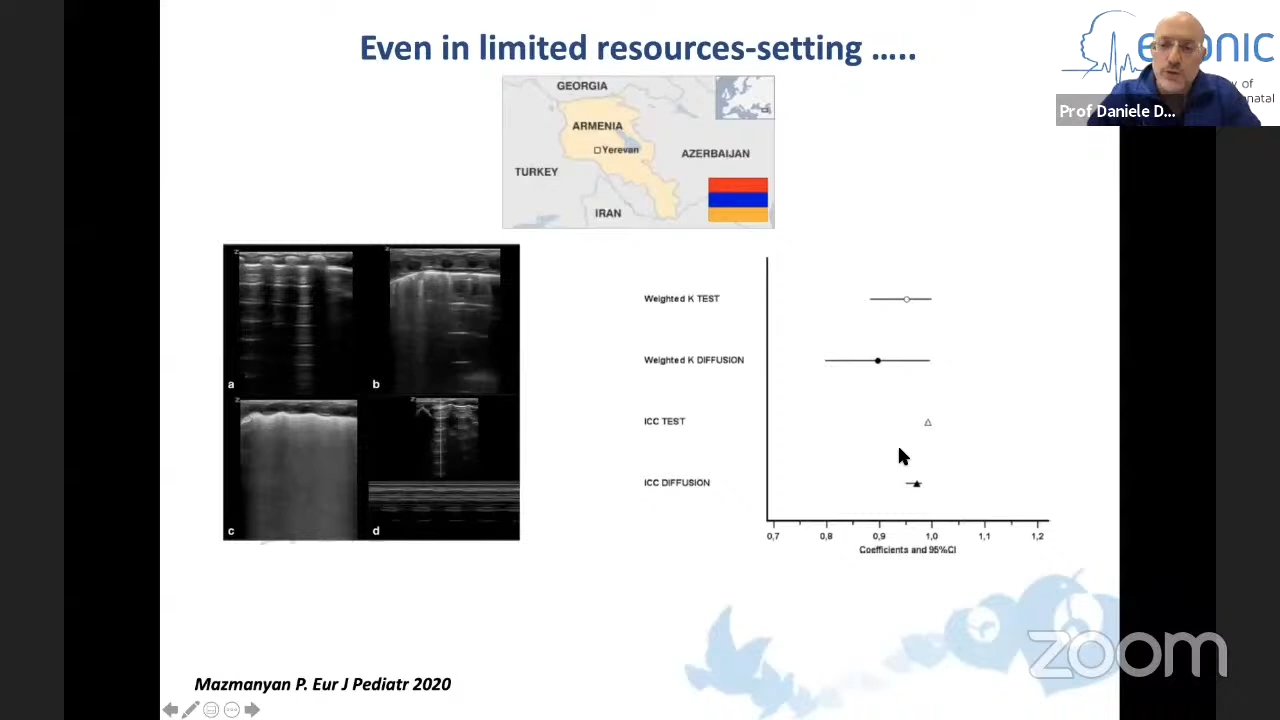 Even in limited resources-setting …..
GEORGIA
ARMENIA
Yerevan
AZERBAIJAN
TURKEY
IRAN
Prof Daniele D...
a
b
c
d
Weighted K TEST
Weighted K DIFFUSION
ICC TEST
ICC DIFFUSION
0,7 0,8 0,9 1,0 1,1 1,2
Coefficients and 95%CI
Mazmanyan P. Eur J Pediatr 2020
zoom